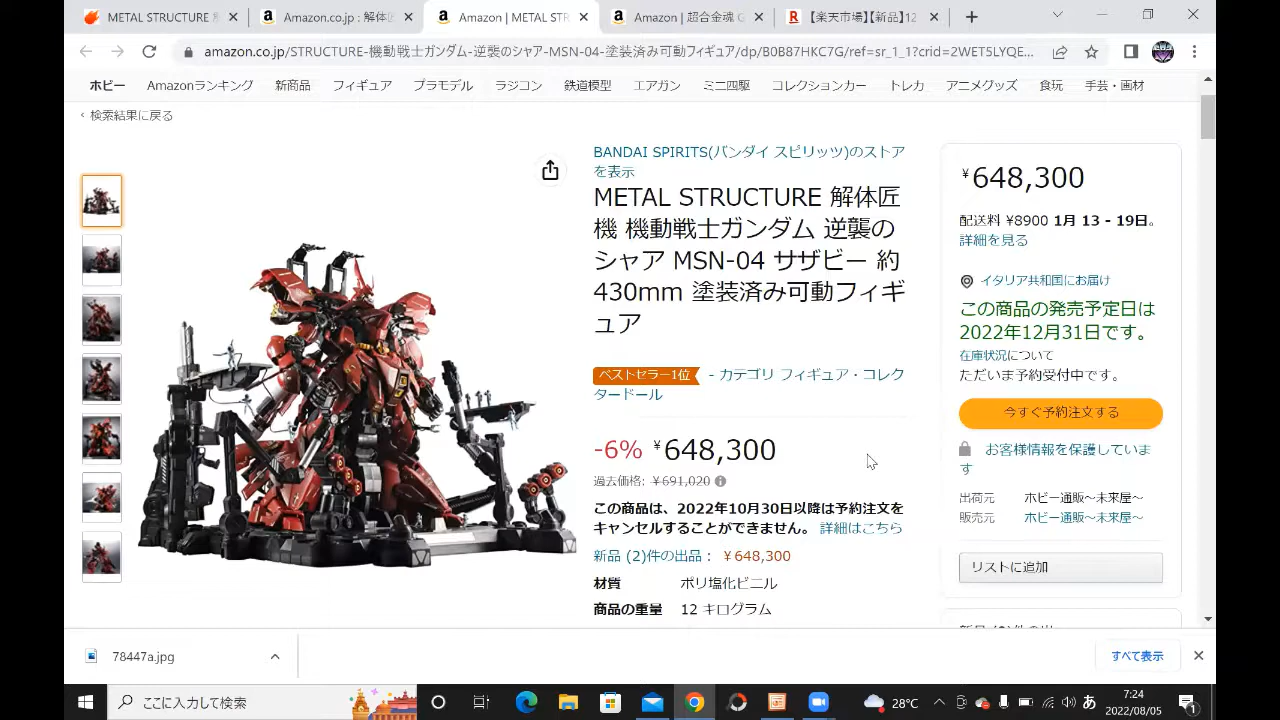 METAL STRUCTURE 解
Amazon.co.jp : 解体匠
Amazon | METAL STR
Amazon | 超合金魂 G
【楽天市場】【新品】12
amazon.co.jp/STRUCTURE-機動戦士ガンダム-逆襲のシャア-MSN-04-塗装済み可動フィギュア/dp/B0B37HKC7G/ref=sr_1_1?crid=2WET5LYQE...
ホビー Amazonランキング 新商品 フィギュア プラモデル ラジコン 鉄道模型 エアガン ミニ四駆 コレクションカー トレカ アニメグッズ 食玩 手芸・画材
‹ 検索結果に戻る
BANDAI SPIRITS(バンダイ スピリッツ)のストア
を表示
METAL STRUCTURE 解体匠
機 機動戦士ガンダム 逆襲の
シャア MSN-04 サザビー 約
430mm 塗装済み可動フィギ
ュア
ベストセラー1位 - カテゴリ フィギュア・コレク
タードール
-6% ¥648,300
過去価格: ¥691,020
この商品は、2022年10月30日以降は予約注文を
キャンセルすることができません。 詳細はこちら
新品 (2)件の出品： ¥648,300
材質 ポリ塩化ビニル
商品の重量 12 キログラム
¥648,300
配送料 ¥8900 1月 13 - 19日。
詳細を見る
イタリア共和国にお届け
この商品の発売予定日は
2022年12月31日です。
在庫状況について
ただいま予約受付中です。
今すぐ予約注文する
お客様情報を保護していま
す
出荷元 ホビー通販～未来屋～
販売元 ホビー通販～未来屋～
リストに追加
78447a.jpg
すべて表示
ここに入力して検索
28°C
あ
7:24
2022/08/05
1